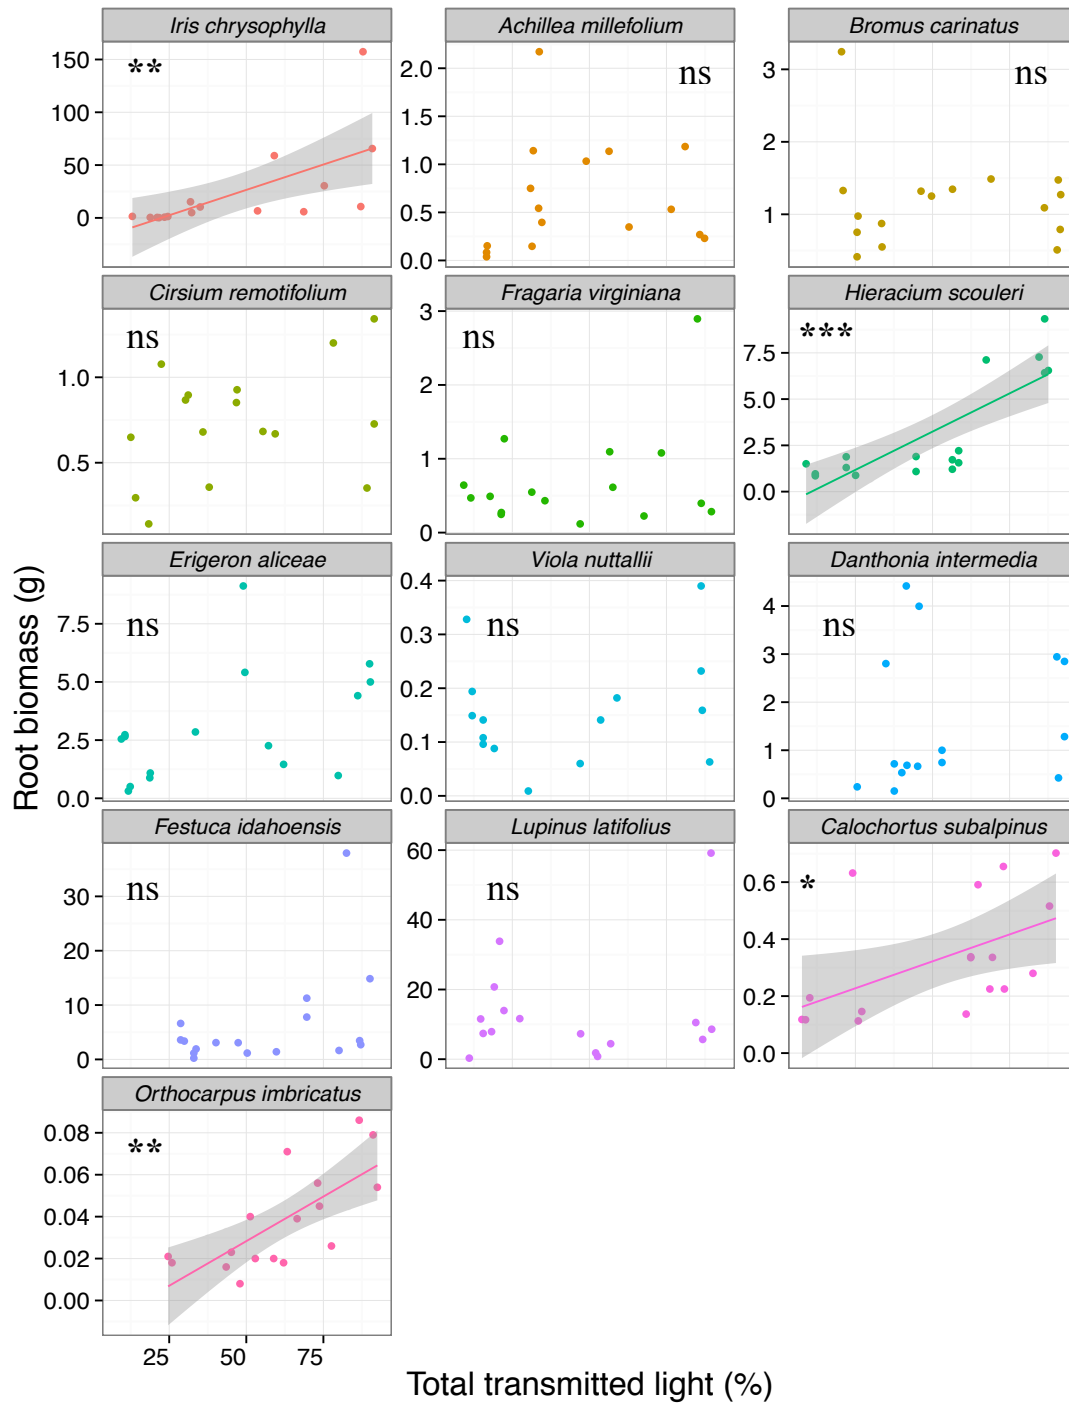 Iris chrysophylla
Achillea millefolium
Bromus carinatus
150
100
50
0
**
2.0
1.5
1.0
0.5
0.0
ns
3
2
1
ns
Cirsium remotifolium
Fragaria virginiana
Hieracium scouleri
1.0
0.5
ns
3
2
1
0
ns
7.5
5.0
2.5
0.0
***
Erigeron aliceae
Viola nuttallii
Danthonia intermedia
7.5
5.0
2.5
0.0
ns
0.4
0.3
0.2
0.1
0.0
ns
4
3
2
1
0
ns
Festuca idahoensis
Lupinus latifolius
Calochortus subalpinus
30
20
10
0
ns
60
40
20
0
ns
0.6
0.4
0.2
0.0
*
Orthocarpus imbricatus
0.08
0.06
0.04
0.02
0.00
**
25 50 75
Root biomass (g)
Total transmitted light (%)